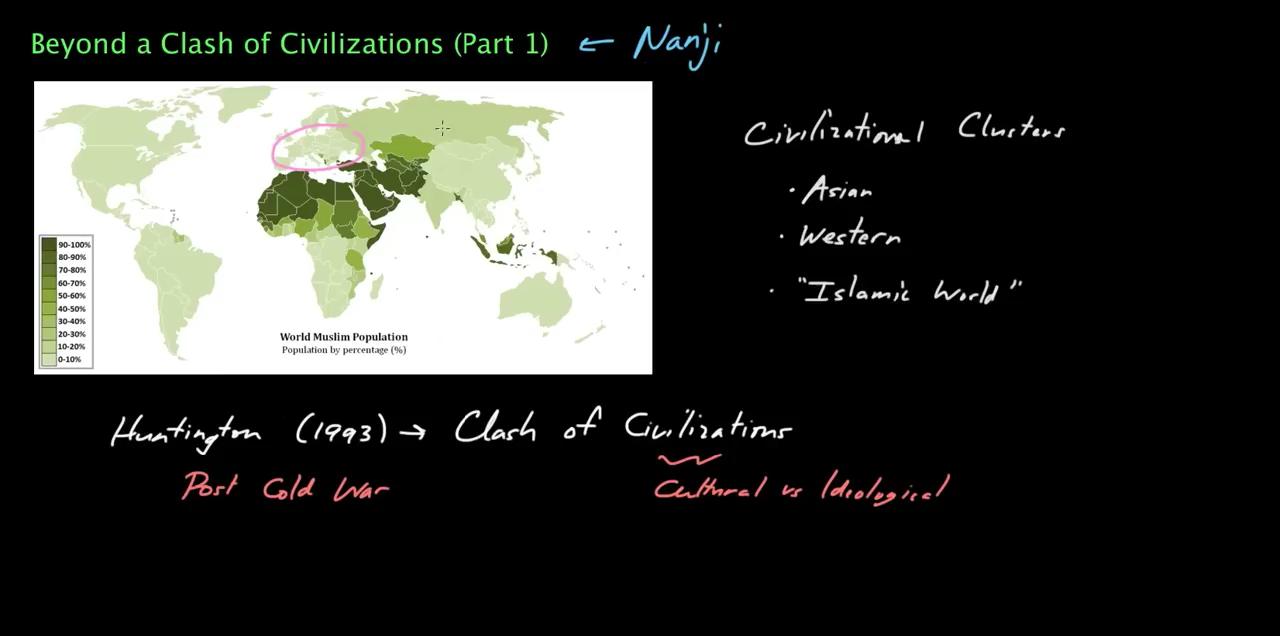 Beyond a Clash of Civilizations (Part 1) ← Nanji
90-100%
80-90%
70-80%
60-70%
50-60%
40-50%
30-40%
20-30%
10-20%
0-10%
World Muslim Population
Population by percentage (%)
Civilizational Clusters
· Asian
· Western
· "Islamic World"
Huntington (1993) → Clash of Civilizations
Post Cold War
Cultural vs Ideological